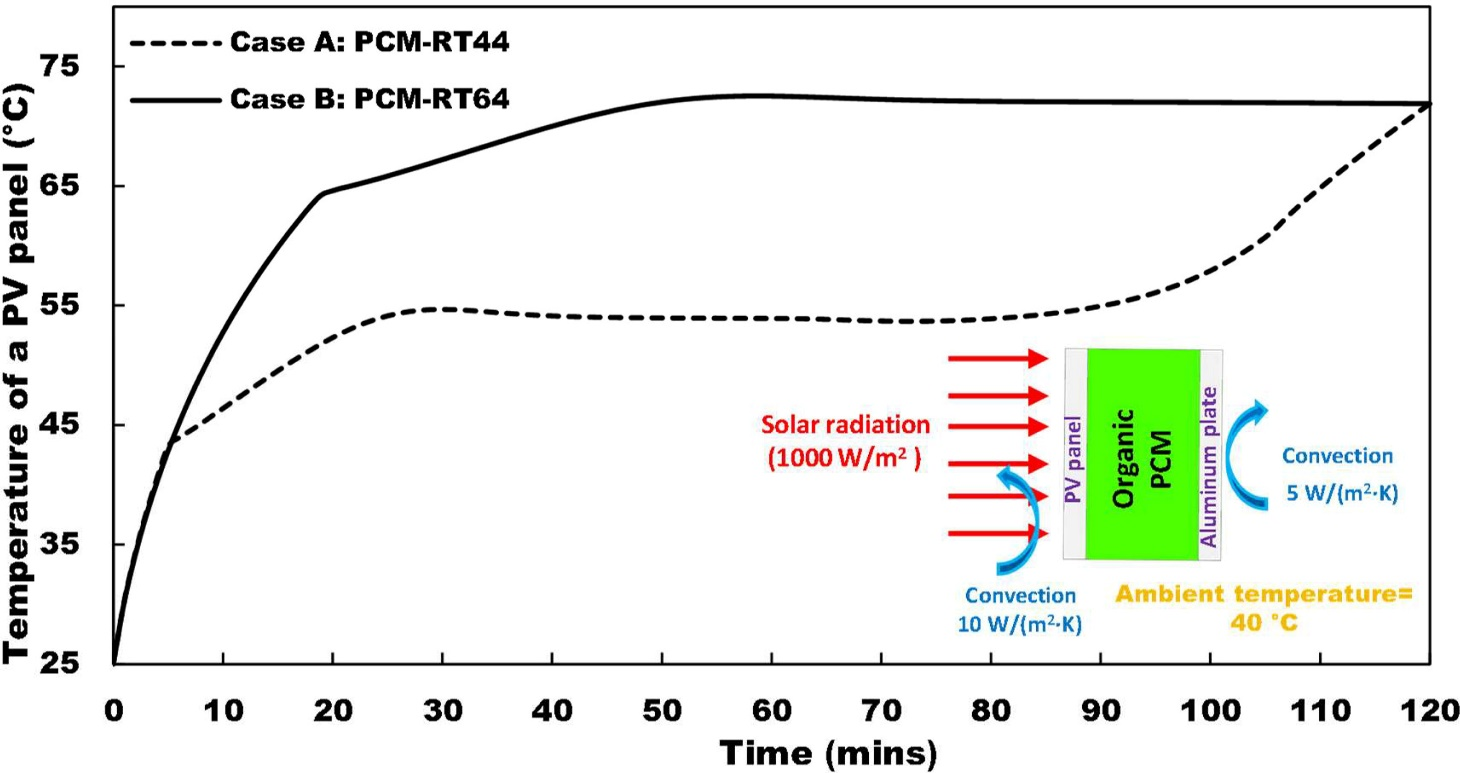 Case A: PCM-RT44
Case B: PCM-RT64
Temperature of a PV panel (°C)
75
65
55
45
35
25
Solar radiation
(1000 W/m² )
PV panel
Organic
PCM
Aluminum plate
Convection
5 W/(m²·K)
Convection
10 W/(m²·K)
Ambient temperature=
40 °C
0 10 20 30 40 50 60 70 80 90 100 110 120
Time (mins)